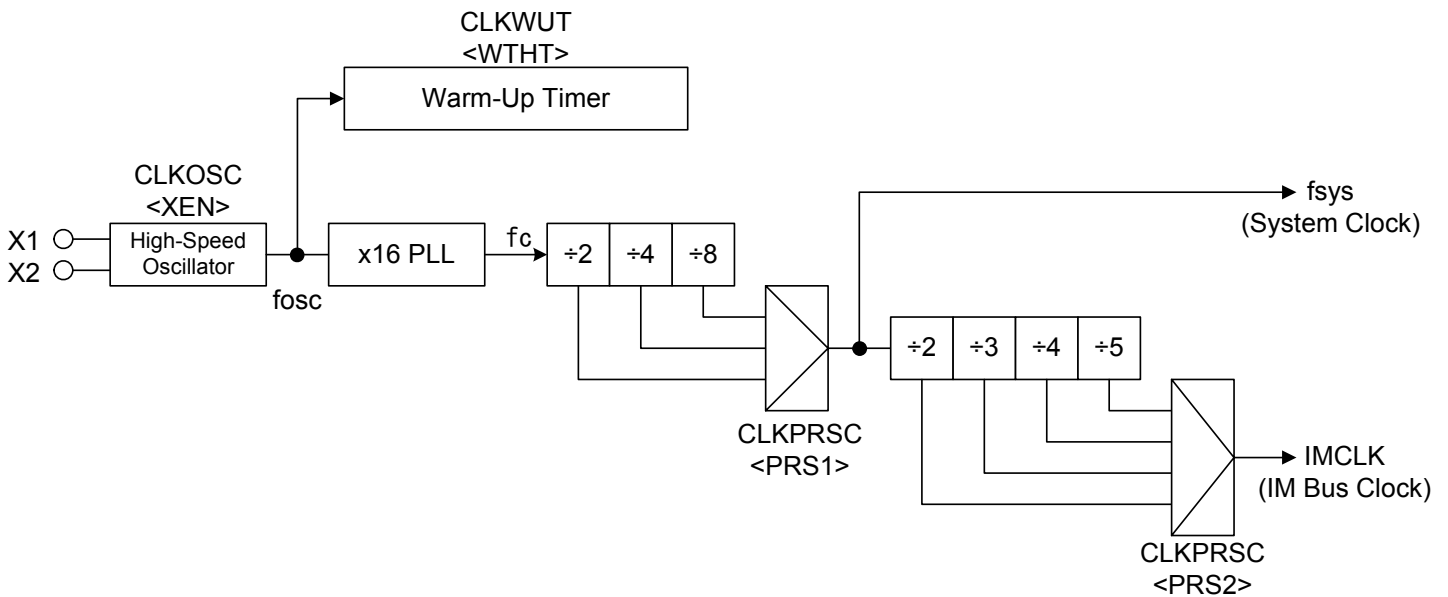 CLKWUT
<WTHT>
Warm-Up Timer
CLKOSC
<XEN>
X1
X2
High-Speed
Oscillator
fosc
x16 PLL
fc
÷2
÷4
÷8
fsys
(System Clock)
CLKPRSC
<PRS1>
÷2
÷3
÷4
÷5
IMCLK
(IM Bus Clock)
CLKPRSC
<PRS2>